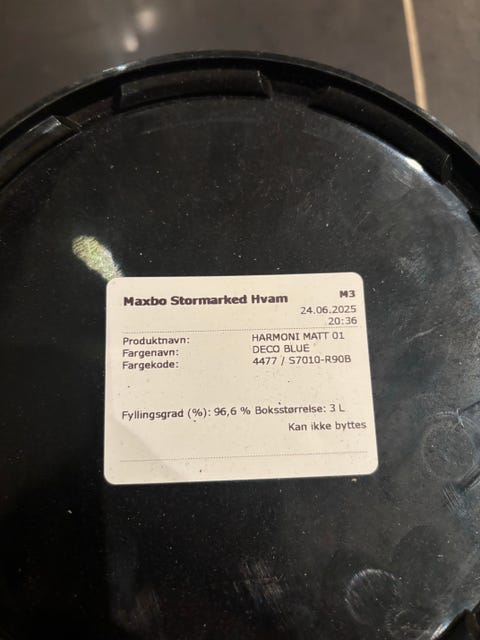 Maxbo Stormarked Hvam M3
24.06.2025
20:36
Produktnavn: HARMONI MATT 01
Fargenavn: DECO BLUE
Fargekode: 4477 / S7010-R90B
Fyllingsgrad (%): 96,6 % Boksstørrelse: 3 L
Kan ikke byttes